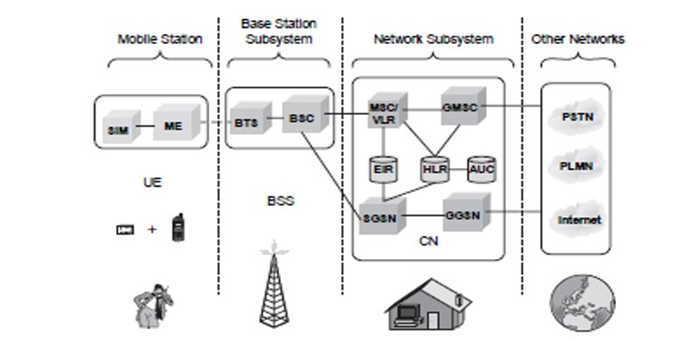 Mobile Station
Base Station
Subsystem
Network Subsystem
Other Networks
SIM
ME
BTS
BSC
MSC/
VLR
GMSC
PSTN
EIR
HLR
AUC
PLMN
UE
BSS
SGSN
GGSN
Internet
+
CN